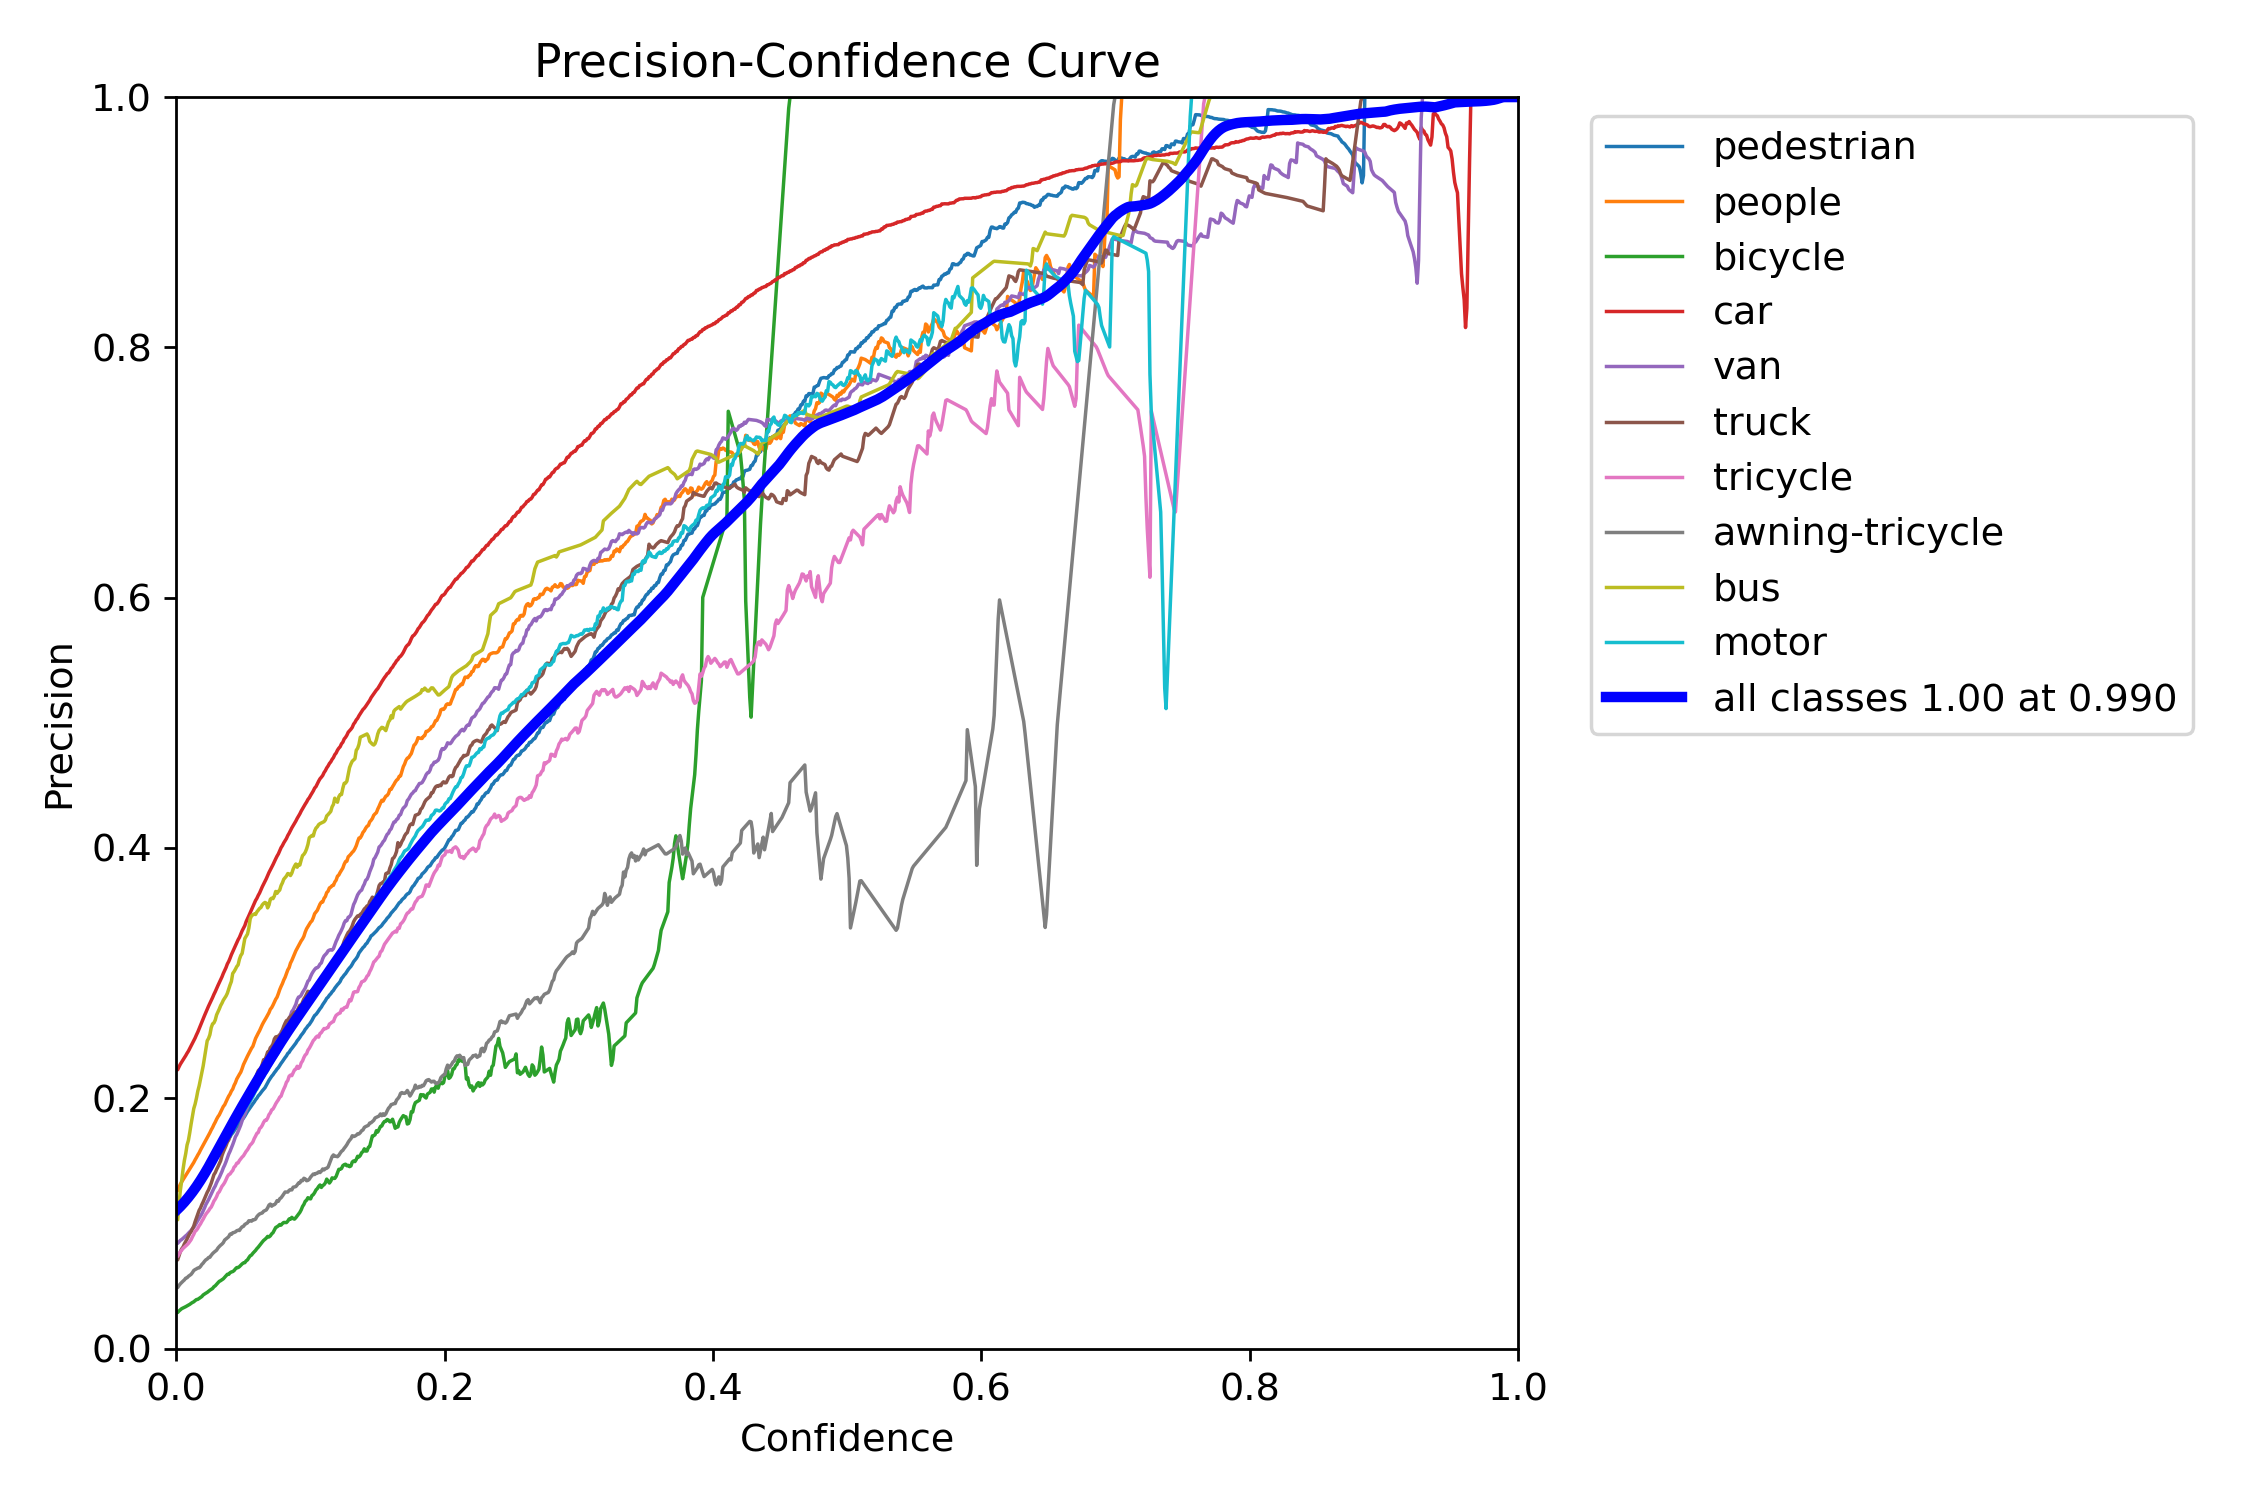 Precision-Confidence Curve
1.0
0.8
0.6
0.4
0.2
0.0
Precision
0.0 0.2 0.4 0.6 0.8 1.0
Confidence
pedestrian
people
bicycle
car
van
truck
tricycle
awning-tricycle
bus
motor
all classes 1.00 at 0.990